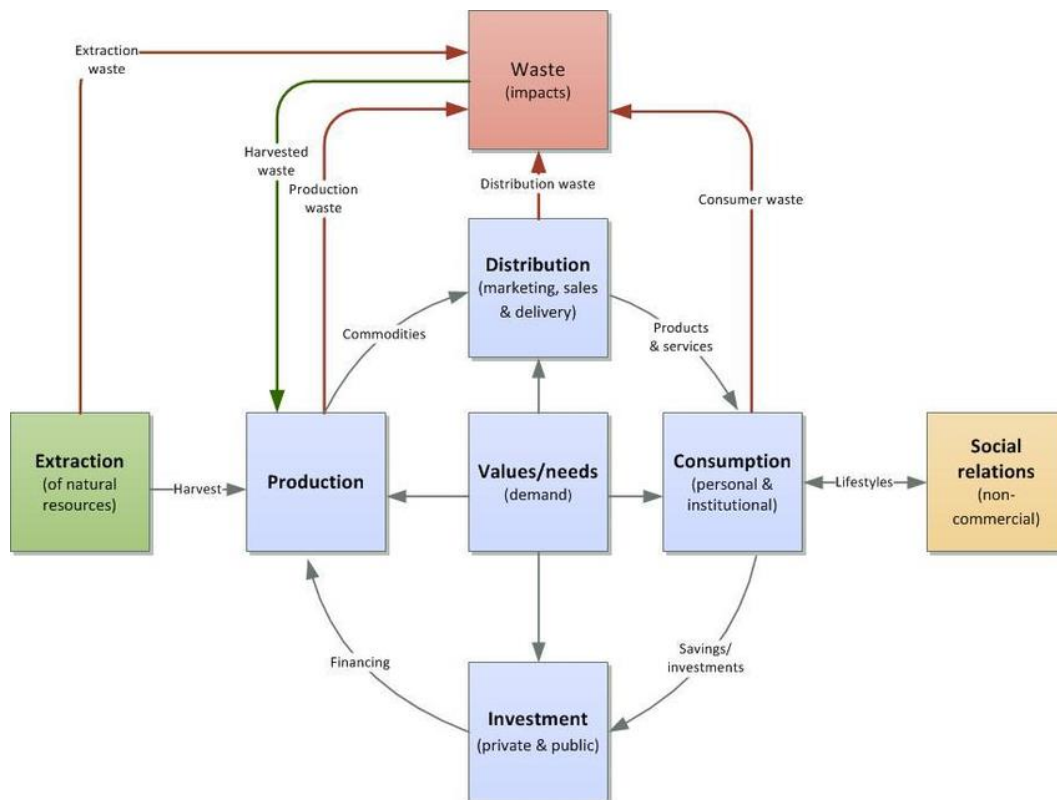 Extraction
waste
Waste
(impacts)
Harvested
waste
Production
waste
Distribution waste
Consumer waste
Distribution
(marketing, sales
& delivery)
Commodities
Products
& services
Extraction
(of natural
resources)
Harvest
Production
Values/needs
(demand)
Consumption
(personal &
institutional)
Lifestyles
Social
relations
(non-
commercial)
Financing
Savings/
investments
Investment
(private & public)